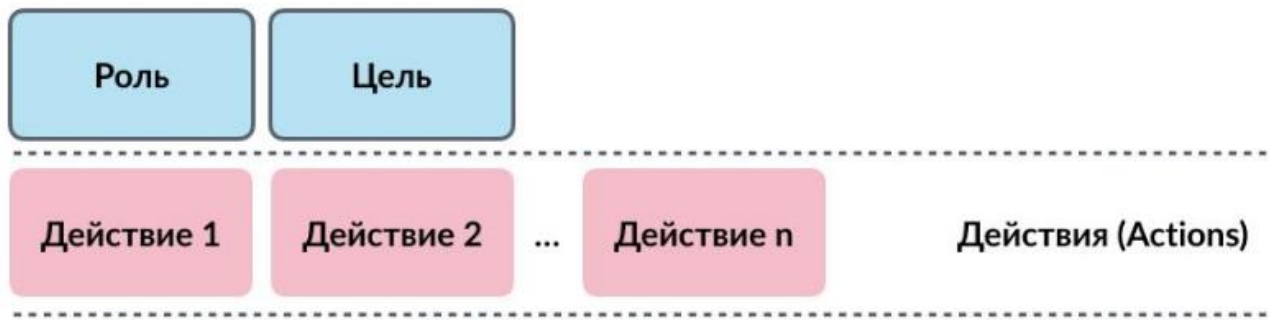 Роль Цель
Действие 1 Действие 2 ... Действие n Действия (Actions)